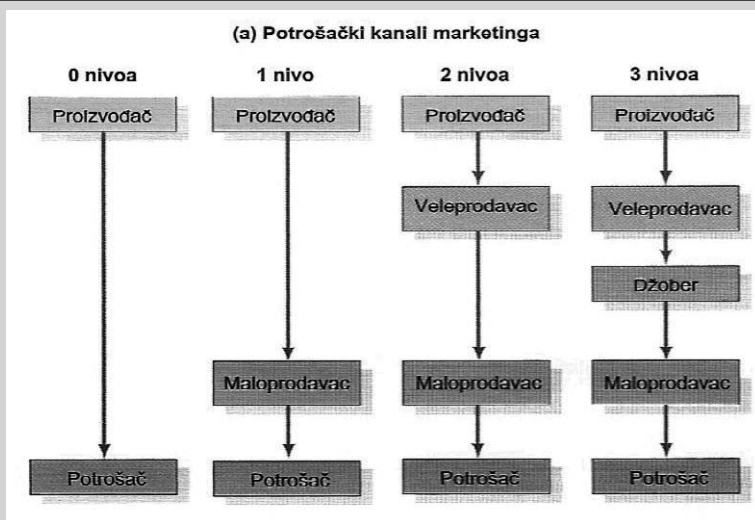 (a) Potrošački kanali marketinga
0 nivoa 1 nivo 2 nivoa 3 nivoa
Proizvođač Proizvođač Proizvođač Proizvođač
Veleprodavac Veleprodavac
Džober
Maloprodavac Maloprodavac Maloprodavac
Potrošač Potrošač Potrošač Potrošač